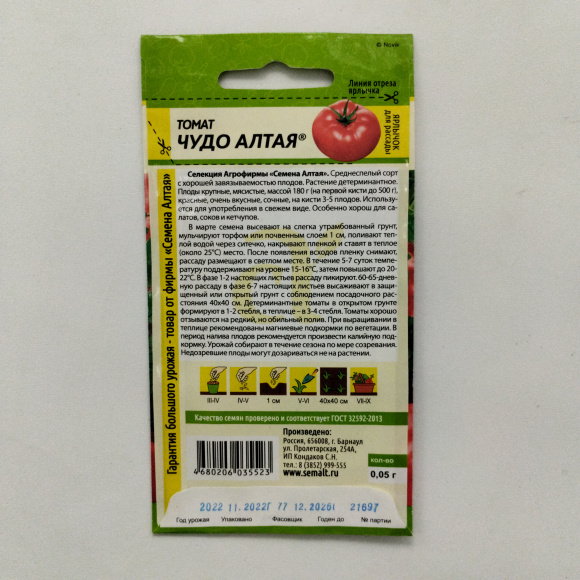 © Novik
Линия отреза
ярлычка
ТОМАТ
ЧУДО АЛТАЯ®
ЯРЛЫЧОК
для рассады
Гарантия большого урожая - товар от фирмы «Семена Алтая»
Селекция Агрофирмы «Семена Алтая». Среднеспелый сорт
с хорошей завязываемостью плодов. Растение детерминантное.
Плоды крупные, мясистые, массой 180 г (на первой кисти до 500 г),
красные, очень вкусные, сочные, на кисти 3-5 плодов. Использу-
ется для употребления в свежем виде. Особенно хорош для са-
латов, соков и кетчупов.
В марте семена высевают на слегка утрамбованный грунт,
мульчируют торфом или почвенным слоем 1 см, поливают теп-
лой водой через ситечко, накрывают пленкой и ставят в теплое
(около 25°С) место. После появления всходов пленку снимают,
рассаду размещают в светлом месте. В течение 5-7 суток темпе-
ратуру поддерживают на уровне 15-16°С, затем повышают до 20-
22°С. В фазе 1-2 настоящих листьев рассаду пикируют. 60-65-днев-
ную рассаду в фазе 6-7 настоящих листьев высаживают в защи-
щенный или открытый грунт с соблюдением посадочного рас-
стояния 40х40 см. Детерминантные томаты в открытом грунте
формируют в 1-2 стебля, в теплице – в 3-4 стебля. Томаты хорошо
отзываются на редкий, но обильный полив. При выращивании в
теплице рекомендованы магниевые подкормки по вегетации. В
период налива плодов рекомендуется произвести калийную под-
кормку. Урожай собирают в течение сезона по мере созревания.
Недозревшие плоды могут дозариваться не на растении.
III-IV IV-V 1 см V-VI 40х40 см VII-IX
Качество семян проверено и соответствует ГОСТ 32592-2013
Произведено:
Россия, 656008, г. Барнаул
ул. Пролетарская, 254А,
ИП Кондаков С.Н.
тел.: 8 (3852) 999-555
www.semalt.ru
кол-во
0,05 г
4 680206 035523
2022 11.2022Г 77 12.2026Г 21697
Год урожая Упаковано Фасовщик Годен до № партии